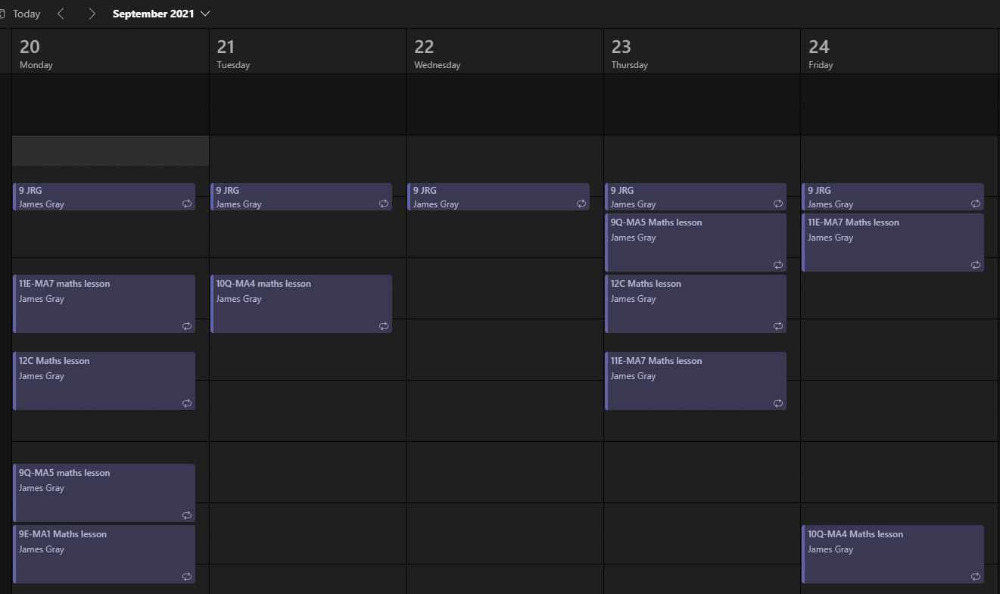 Today
September 2021
20
Monday
21
Tuesday
22
Wednesday
23
Thursday
24
Friday
9 JRG
James Gray
11E-MA7 maths lesson
James Gray
12C Maths lesson
James Gray
9Q-MA5 maths lesson
James Gray
9E-MA1 Maths lesson
James Gray
9 JRG
James Gray
10Q-MA4 maths lesson
James Gray
9 JRG
James Gray
9 JRG
James Gray
9Q-MA5 Maths lesson
James Gray
12C Maths lesson
James Gray
11E-MA7 Maths lesson
James Gray
9 JRG
James Gray
11E-MA7 Maths lesson
James Gray
10Q-MA4 Maths lesson
James Gray